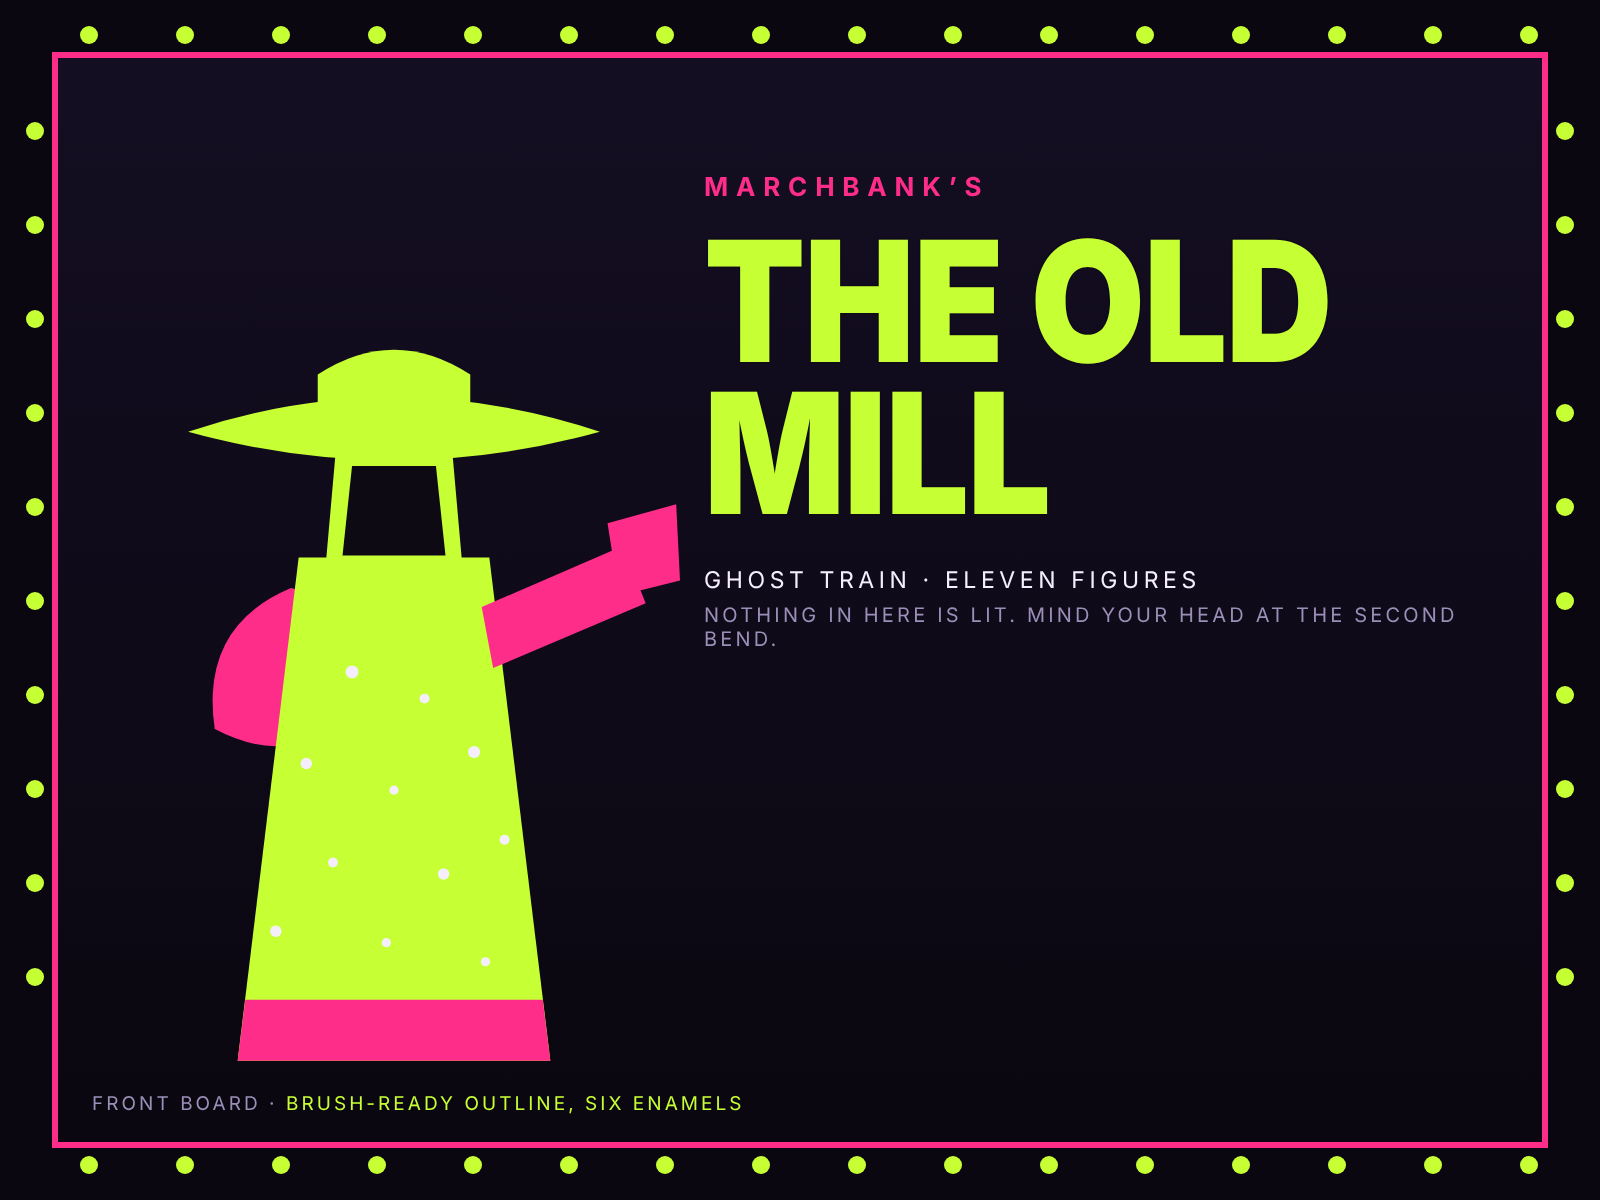 MARCHBANK’S
THE OLD
MILL
GHOST TRAIN · ELEVEN FIGURES
NOTHING IN HERE IS LIT. MIND YOUR HEAD AT THE SECOND
BEND.
FRONT BOARD · BRUSH-READY OUTLINE, SIX ENAMELS